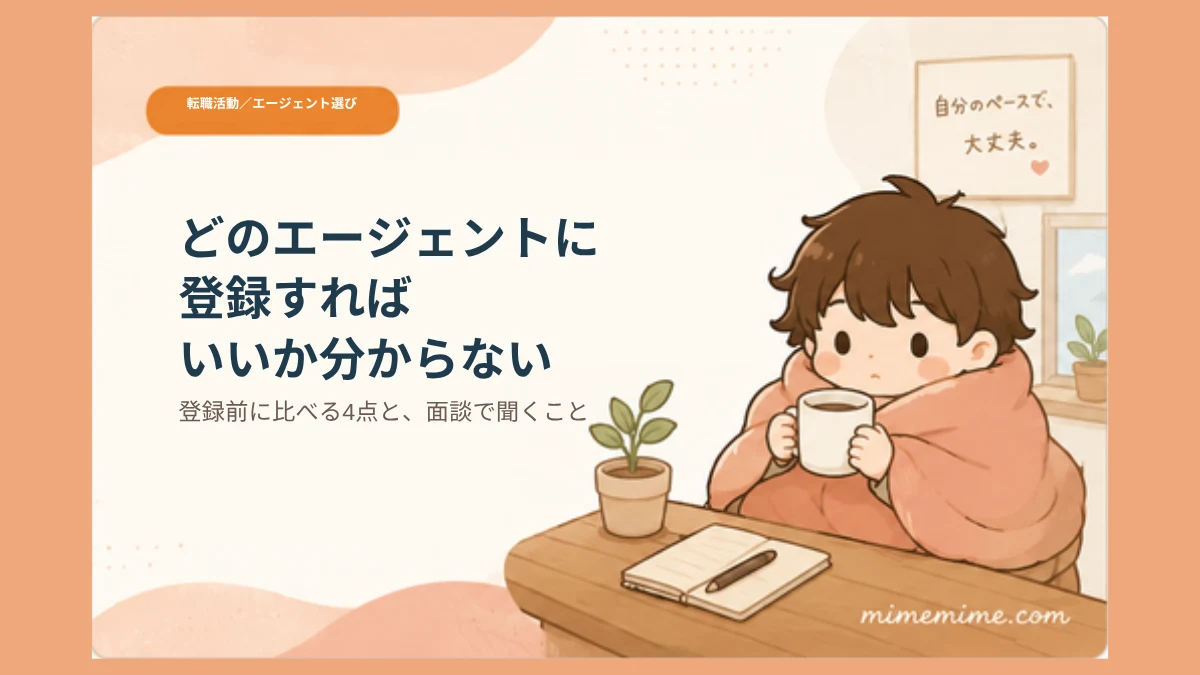 転職活動／エージェント選び
どのエージェントに
登録すれば
いいか分からない
登録前に比べる4点と、面談で聞くこと
自分のペースで、
大丈夫。
mimemime.com